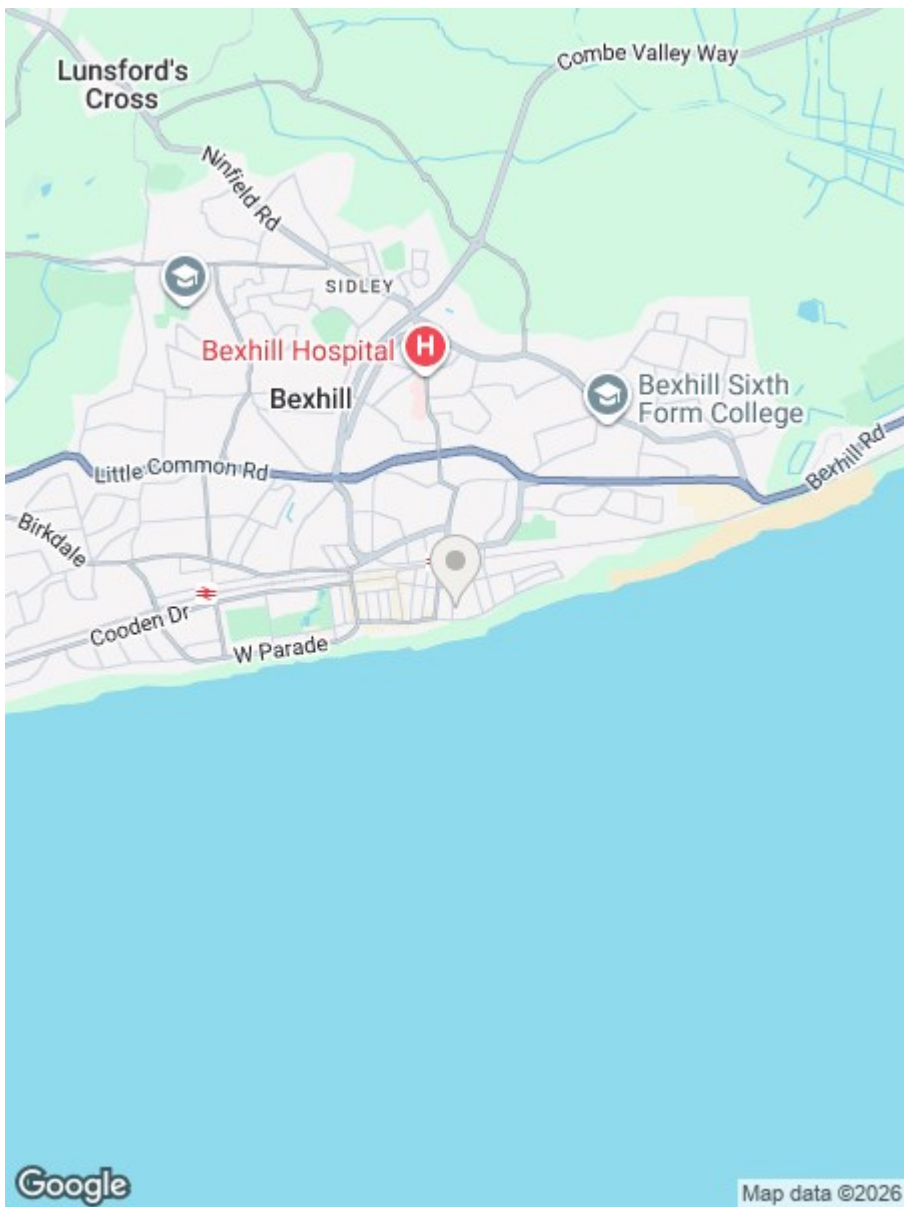 Combe Valley Way
Lunsford's
Cross
Ninfield Rd
SIDLEY
Bexhill Hospital
H
Bexhill
Bexhill Sixth
Form College
Little Common Rd
Bexhill Rd
Birkdale
Cooden Dr
W Parade
Google
Map data ©2026